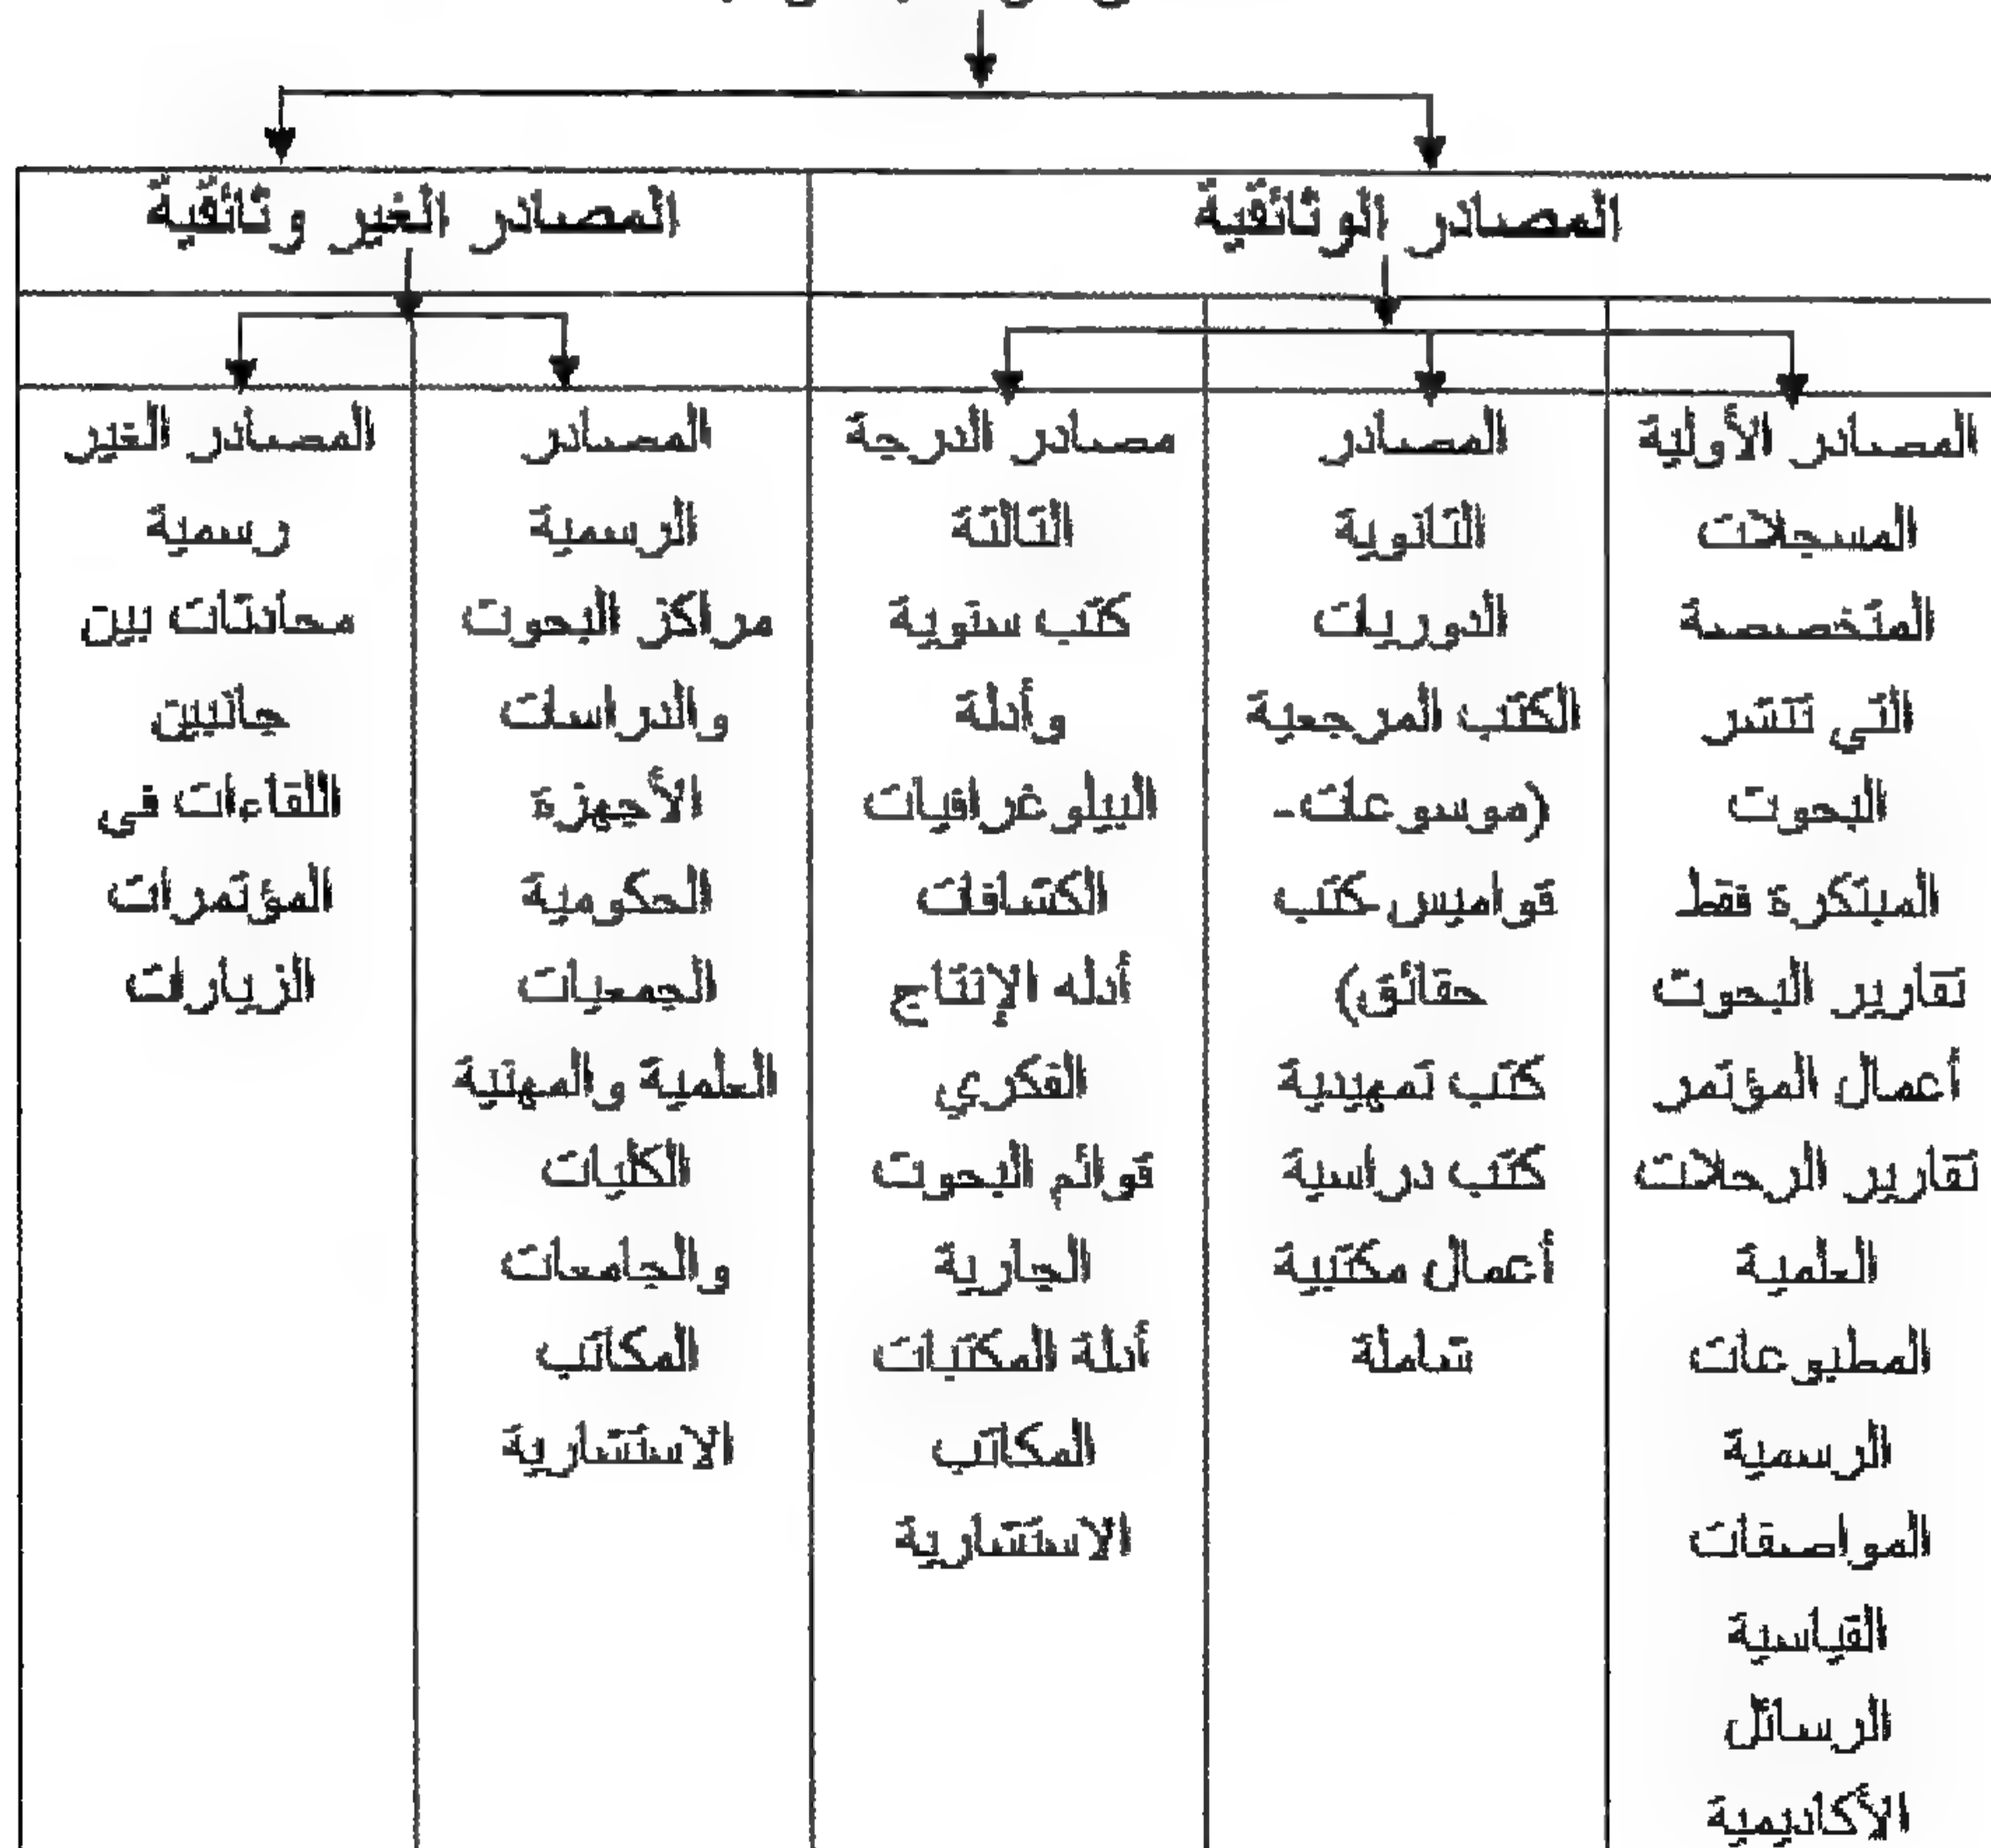 المصادر الوثائقية
المصادر الغير وثائقية
المصادر الأولية
المسجلات
المتخصصة
التي تنشر
البحوث
المبتكرة فقط
تقارير البحوث
أعمال المؤتمر
تقارير الرحلات
العلمية
المطبوعات
الرسمية
المواصفات
القياسية
الرسائل
الأكاديمية
المصادر
الثانوية
الدوريات
الكتب المرجعية
(موسوعات-
قواميس-كتب
حقائق)
كتب تمهيدية
كتب دراسية
أعمال مكتبية
شاملة
مصادر الدرجة
الثالثة
كتب سنوية
وأدلة
الببلوغرافيات
الكشافات
أدله الإنتاج
الفكري
قوائم البحوث
الجارية
أدلة المكتبات
المكاتب
الاستشارية
المصادر
الرسمية
مراكز البحوث
والدراسات
الأجهزة
الحكومية
الجمعيات
العلمية والمهنية
الكليات
والجامعات
المكاتب
الاستشارية
المصادر الغير
رسمية
محادثات بين
جانبين
اللقاءات في
المؤتمرات
الزيارات